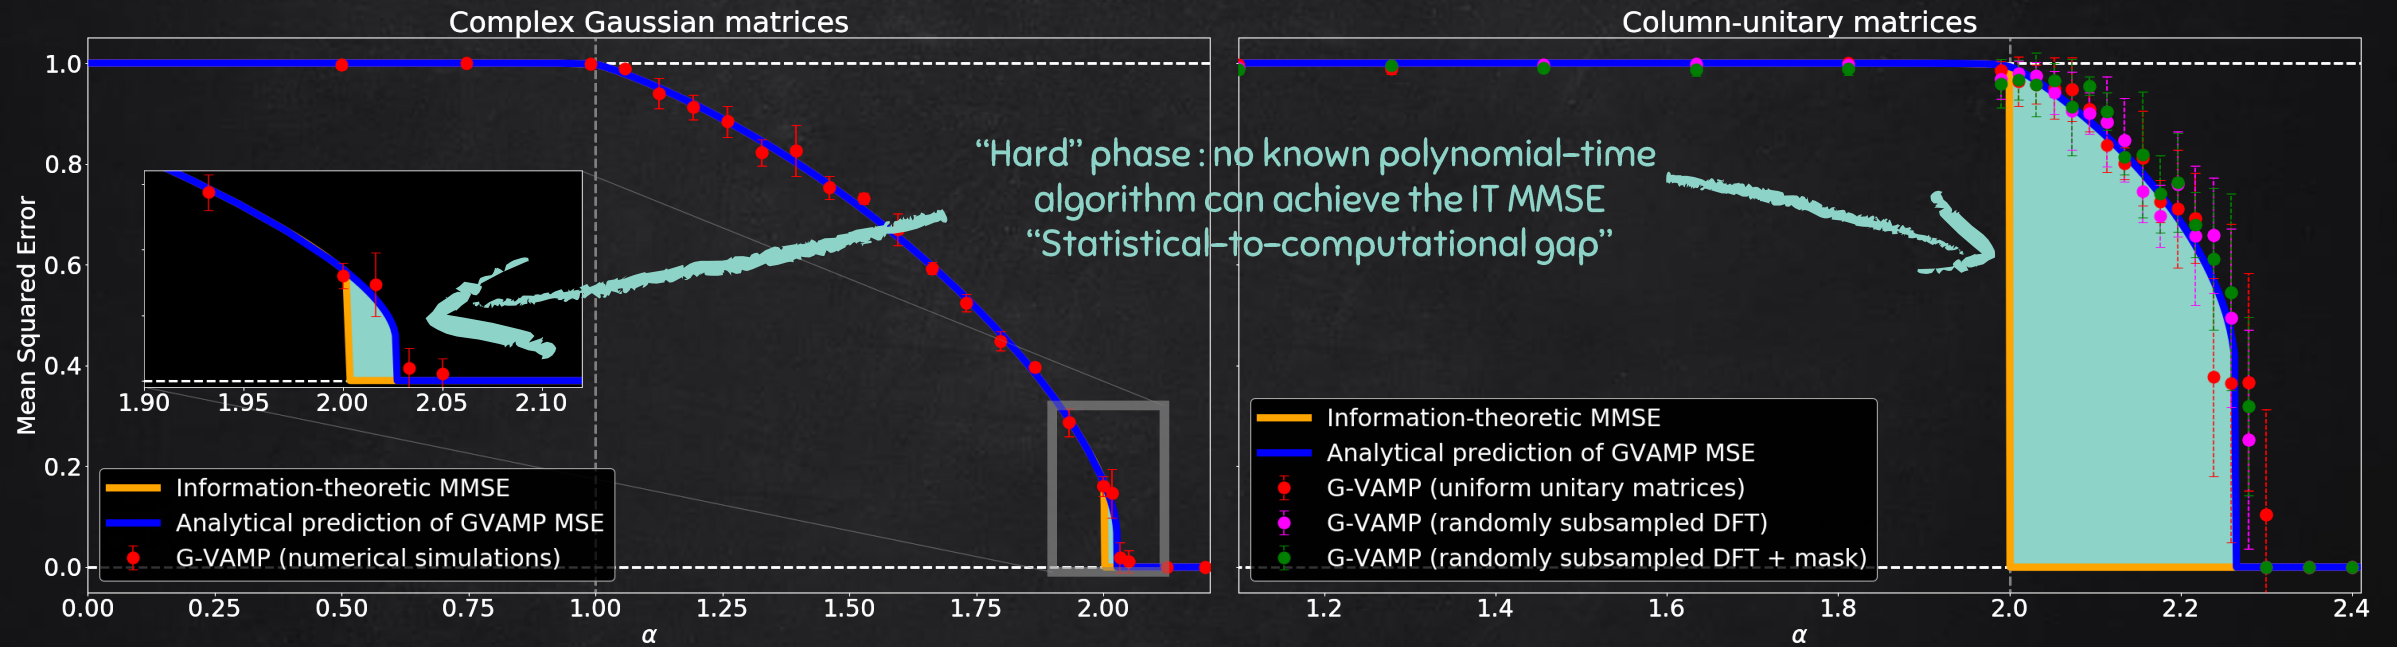 Complex Gaussian matrices
Column-unitary matrices
Mean Squared Error
1.0
0.8
0.6
0.4
0.2
0.0
1.90 1.95 2.00 2.05 2.10
“Hard” phase : no known polynomial-time
algorithm can achieve the IT MMSE
“Statistical-to-computational gap”
Information-theoretic MMSE
Analytical prediction of GVAMP MSE
G-VAMP (numerical simulations)
Information-theoretic MMSE
Analytical prediction of GVAMP MSE
G-VAMP (uniform unitary matrices)
G-VAMP (randomly subsampled DFT)
G-VAMP (randomly subsampled DFT + mask)
0.00 0.25 0.50 0.75 1.00 1.25 1.50 1.75 2.00
α
1.2 1.4 1.6 1.8 2.0 2.2 2.4
α